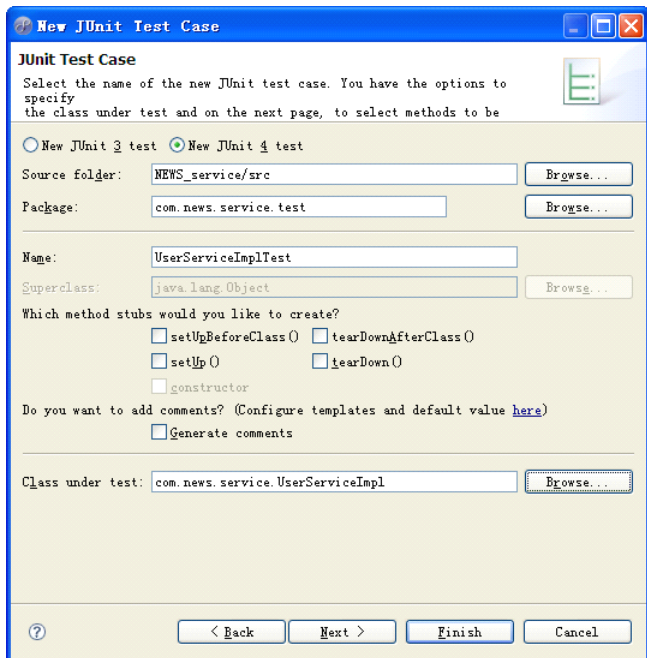 New JUnit Test Case
JUnit Test Case
Select the name of the new JUnit test case. You have the options to
specify
the class under test and on the next page, to select methods to be
New JUnit 3 test New JUnit 4 test
Source folder: NEWS_service/src Browse...
Package: com.news.service.test Browse...
Name: UserServiceImplTest
Superclass: java.lang.Object Browse...
Which method stubs would you like to create?
setUpBeforeClass() tearDownAfterClass()
setUp() tearDown()
constructor
Do you want to add comments? (Configure templates and default value here)
Generate comments
Class under test: com.news.service.UserServiceImpl Browse...
? < Back Next > Finish Cancel